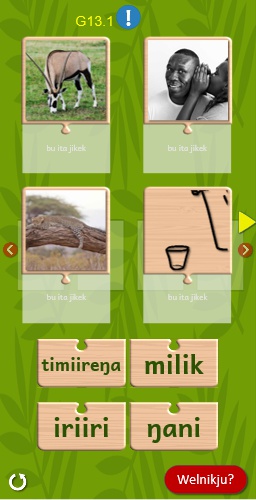 G13.1 !
bu ita jikek
bu ita jikek
bu ita jikek
bu ita jikek
timiireŋa
milik
iriiri
ŋani
Welnikju?